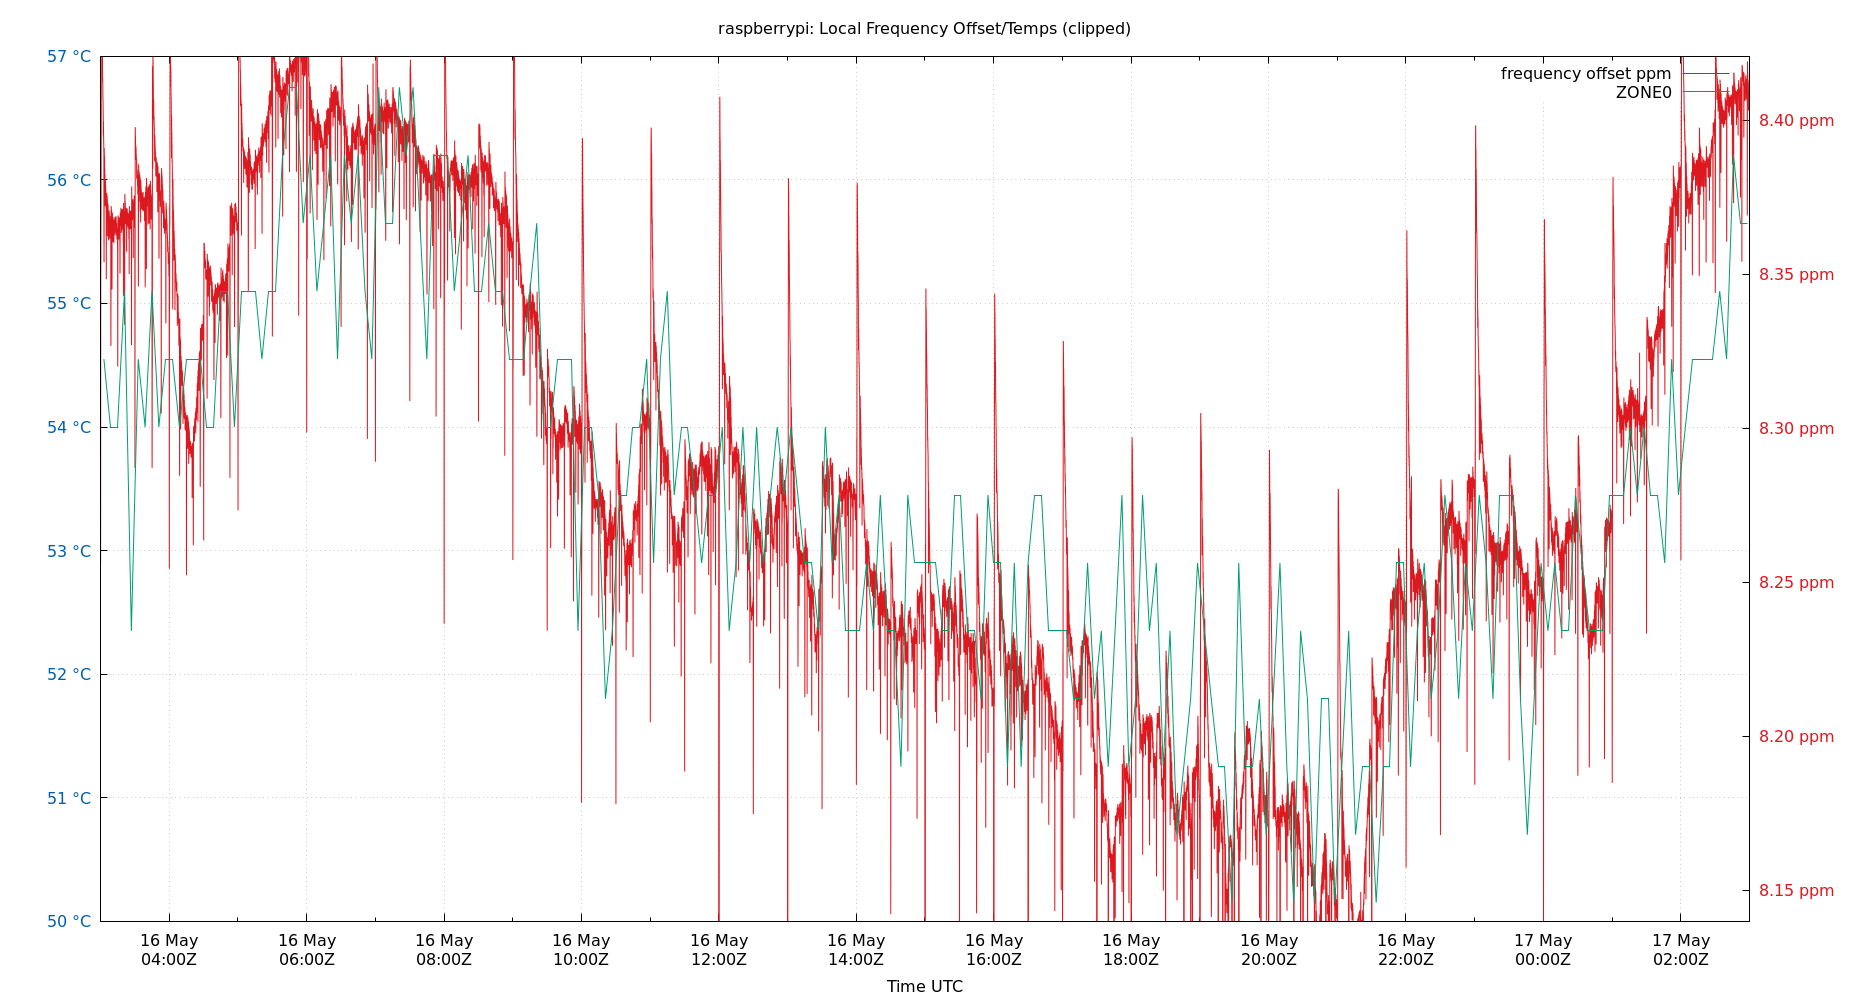 raspberrypi: Local Frequency Offset/Temps (clipped)
57 °C
56 °C
55 °C
54 °C
53 °C
52 °C
51 °C
50 °C
frequency offset ppm
ZONE0
8.40 ppm
8.35 ppm
8.30 ppm
8.25 ppm
8.20 ppm
8.15 ppm
16 May
04:00Z
16 May
06:00Z
16 May
08:00Z
16 May
10:00Z
16 May
12:00Z
16 May
14:00Z
16 May
16:00Z
16 May
18:00Z
16 May
20:00Z
16 May
22:00Z
17 May
00:00Z
17 May
02:00Z
Time UTC